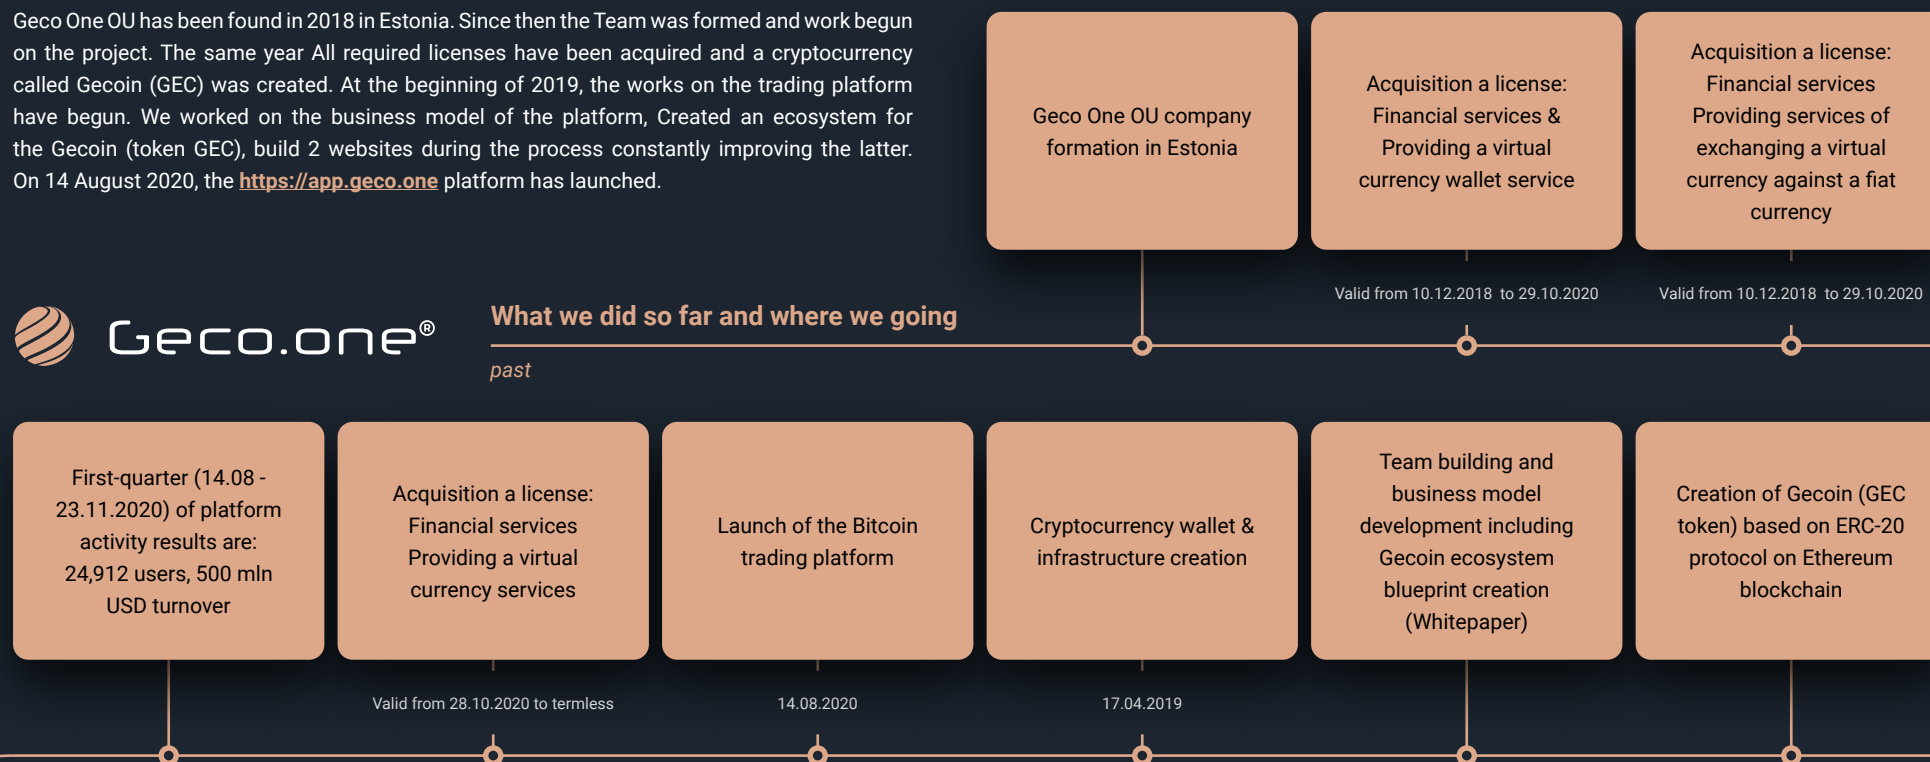 Geco One OU has been found in 2018 in Estonia. Since then the Team was formed and work begun
on the project. The same year All required licenses have been acquired and a cryptocurrency
called Gecoin (GEC) was created. At the beginning of 2019, the works on the trading platform
have begun. We worked on the business model of the platform, Created an ecosystem for
the Gecoin (token GEC), build 2 websites during the process constantly improving the latter.
On 14 August 2020, the https://app.geco.one platform has launched.
Geco One OU company
formation in Estonia
Acquisition a license:
Financial services &
Providing a virtual
currency wallet service
Valid from 10.12.2018 to 29.10.2020
Acquisition a license:
Financial services
Providing services of
exchanging a virtual
currency against a fiat
currency
Valid from 10.12.2018 to 29.10.2020
Geco.one®
What we did so far and where we going
past
First-quarter (14.08 -
23.11.2020) of platform
activity results are:
24,912 users, 500 mln
USD turnover
Acquisition a license:
Financial services
Providing a virtual
currency services
Valid from 28.10.2020 to termless
Launch of the Bitcoin
trading platform
14.08.2020
Cryptocurrency wallet &
infrastructure creation
17.04.2019
Team building and
business model
development including
Gecoin ecosystem
blueprint creation
(Whitepaper)
Creation of Gecoin (GEC
token) based on ERC-20
protocol on Ethereum
blockchain